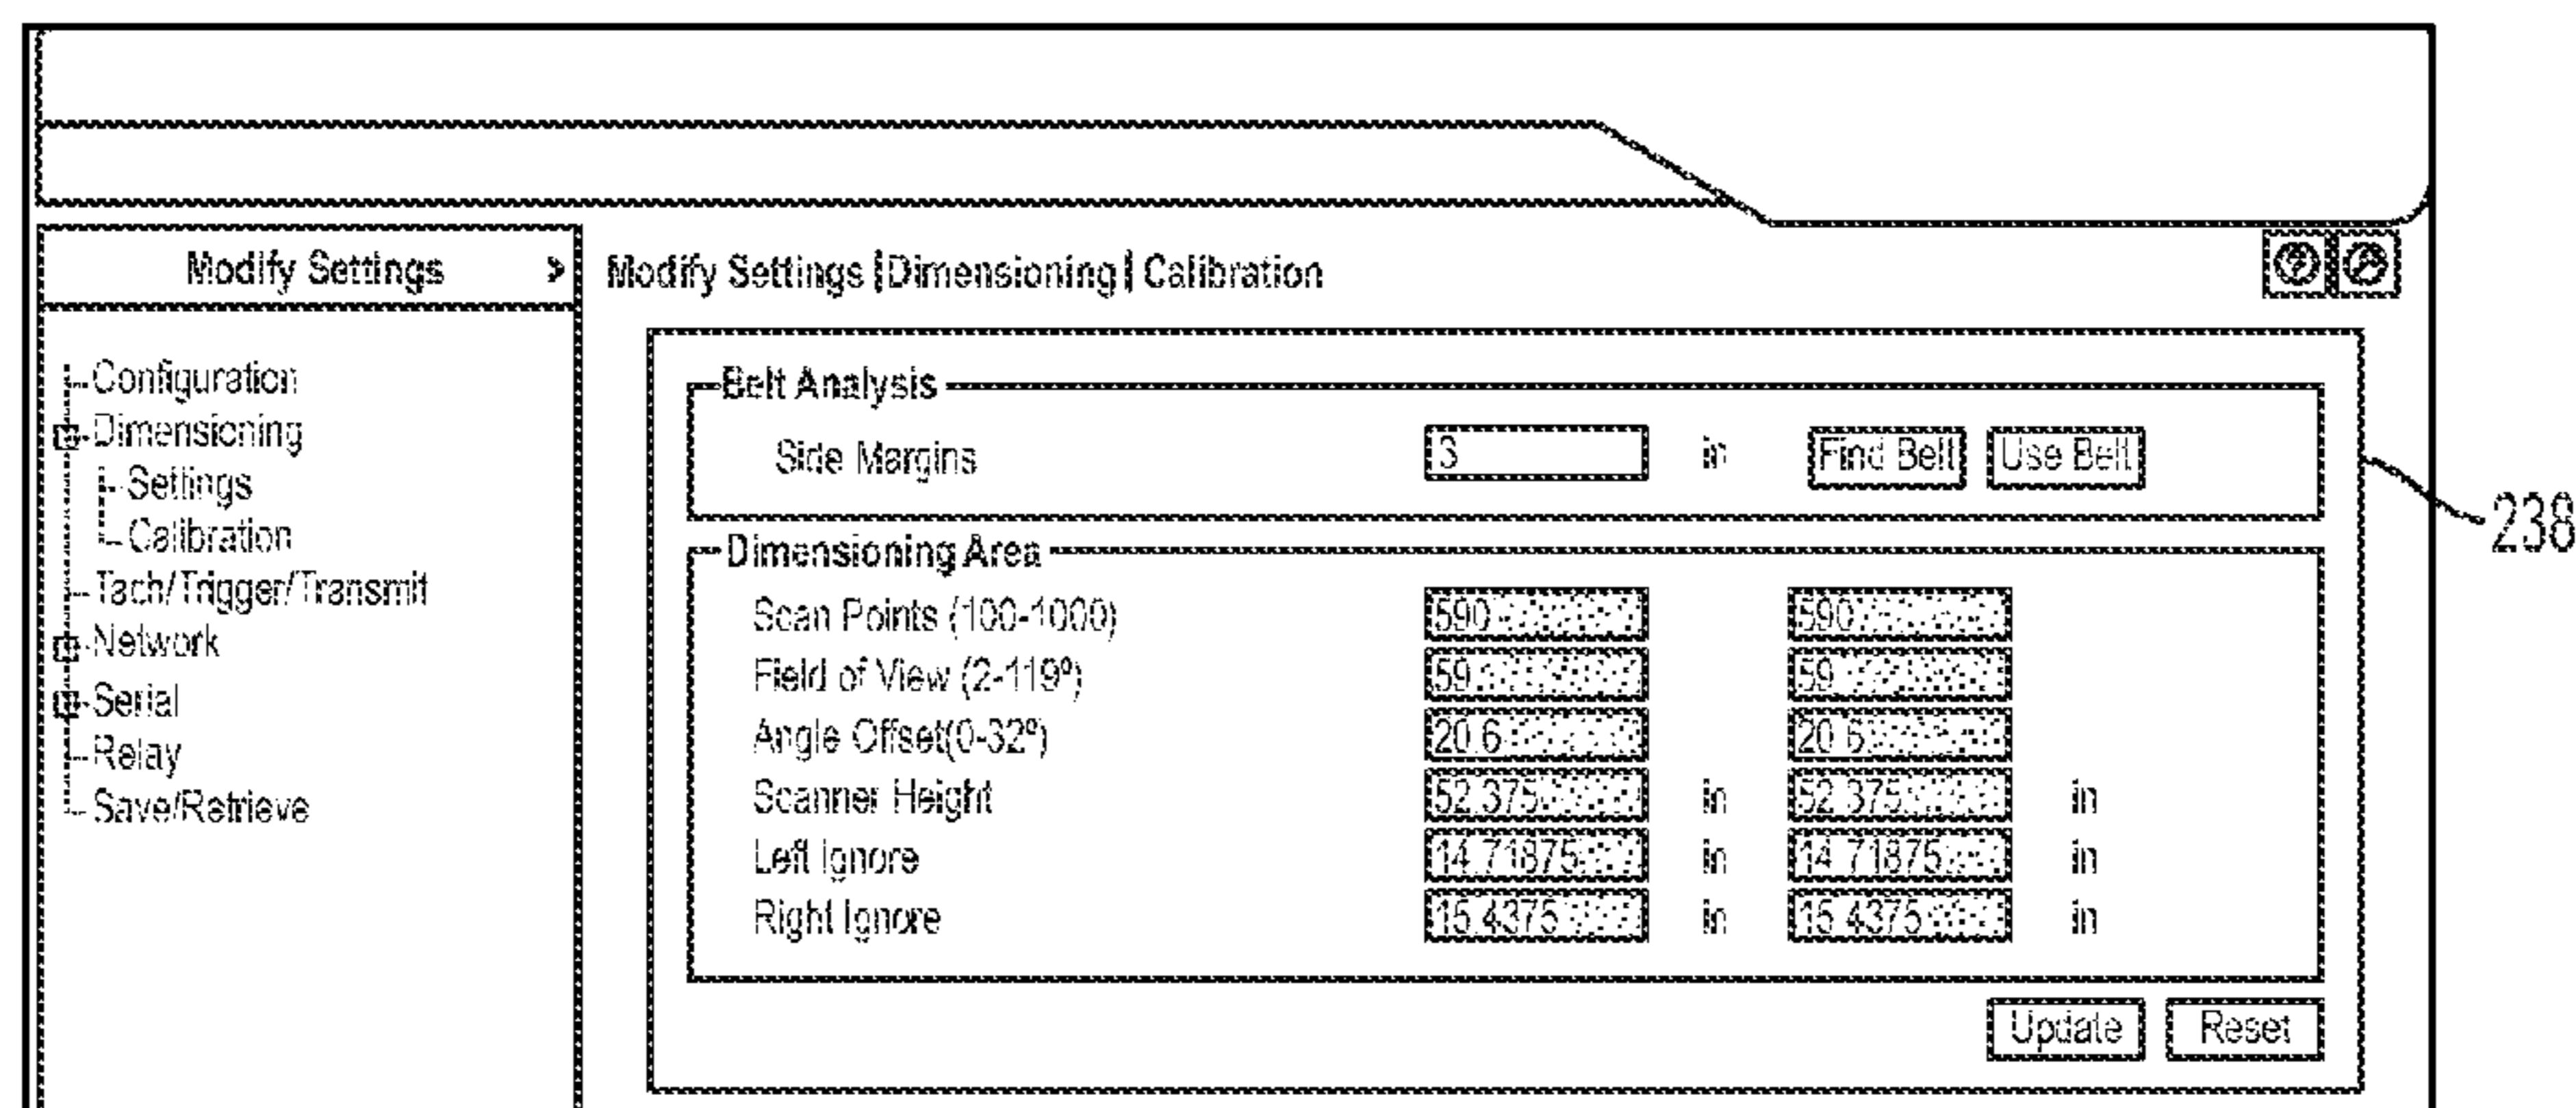 Modify Settings >
Configuration
Dimensioning
Settings
Calibration
Tach/Trigger/Transmit
Network
Serial
Relay
Save/Retrieve
Modify Settings | Dimensioning | Calibration
?
Belt Analysis
Side Margins 3 in Find Belt Use Belt
Dimensioning Area
Scan Points (100-1000) 590 590
Field of View (2-119º) 59 59
Angle Offset(0-32º) 20.6 20.6
Scanner Height 52.375 in 52.375 in
Left Ignore 14.71875 in 14.71875 in
Right Ignore 15.4375 in 15.4375 in
Update Reset
238